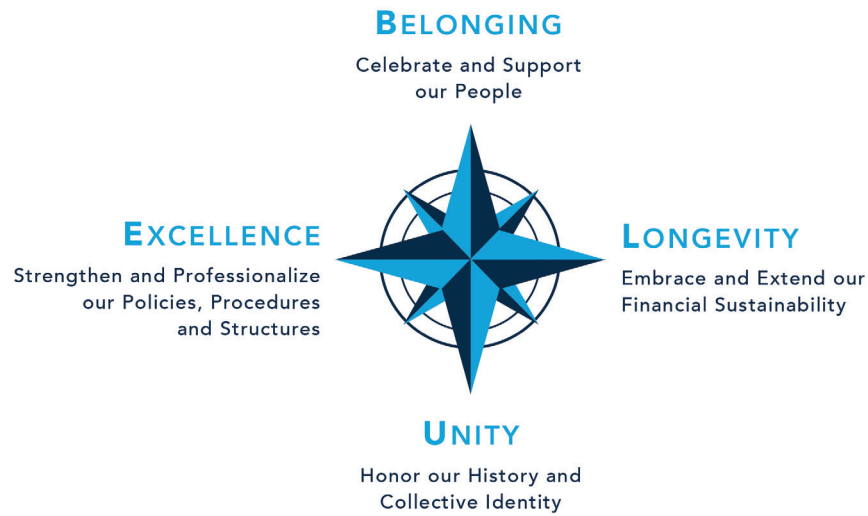 BELONGING
Celebrate and Support
our People
EXCELLENCE
Strengthen and Professionalize
our Policies, Procedures
and Structures
LONGEVITY
Embrace and Extend our
Financial Sustainability
UNITY
Honor our History and
Collective Identity